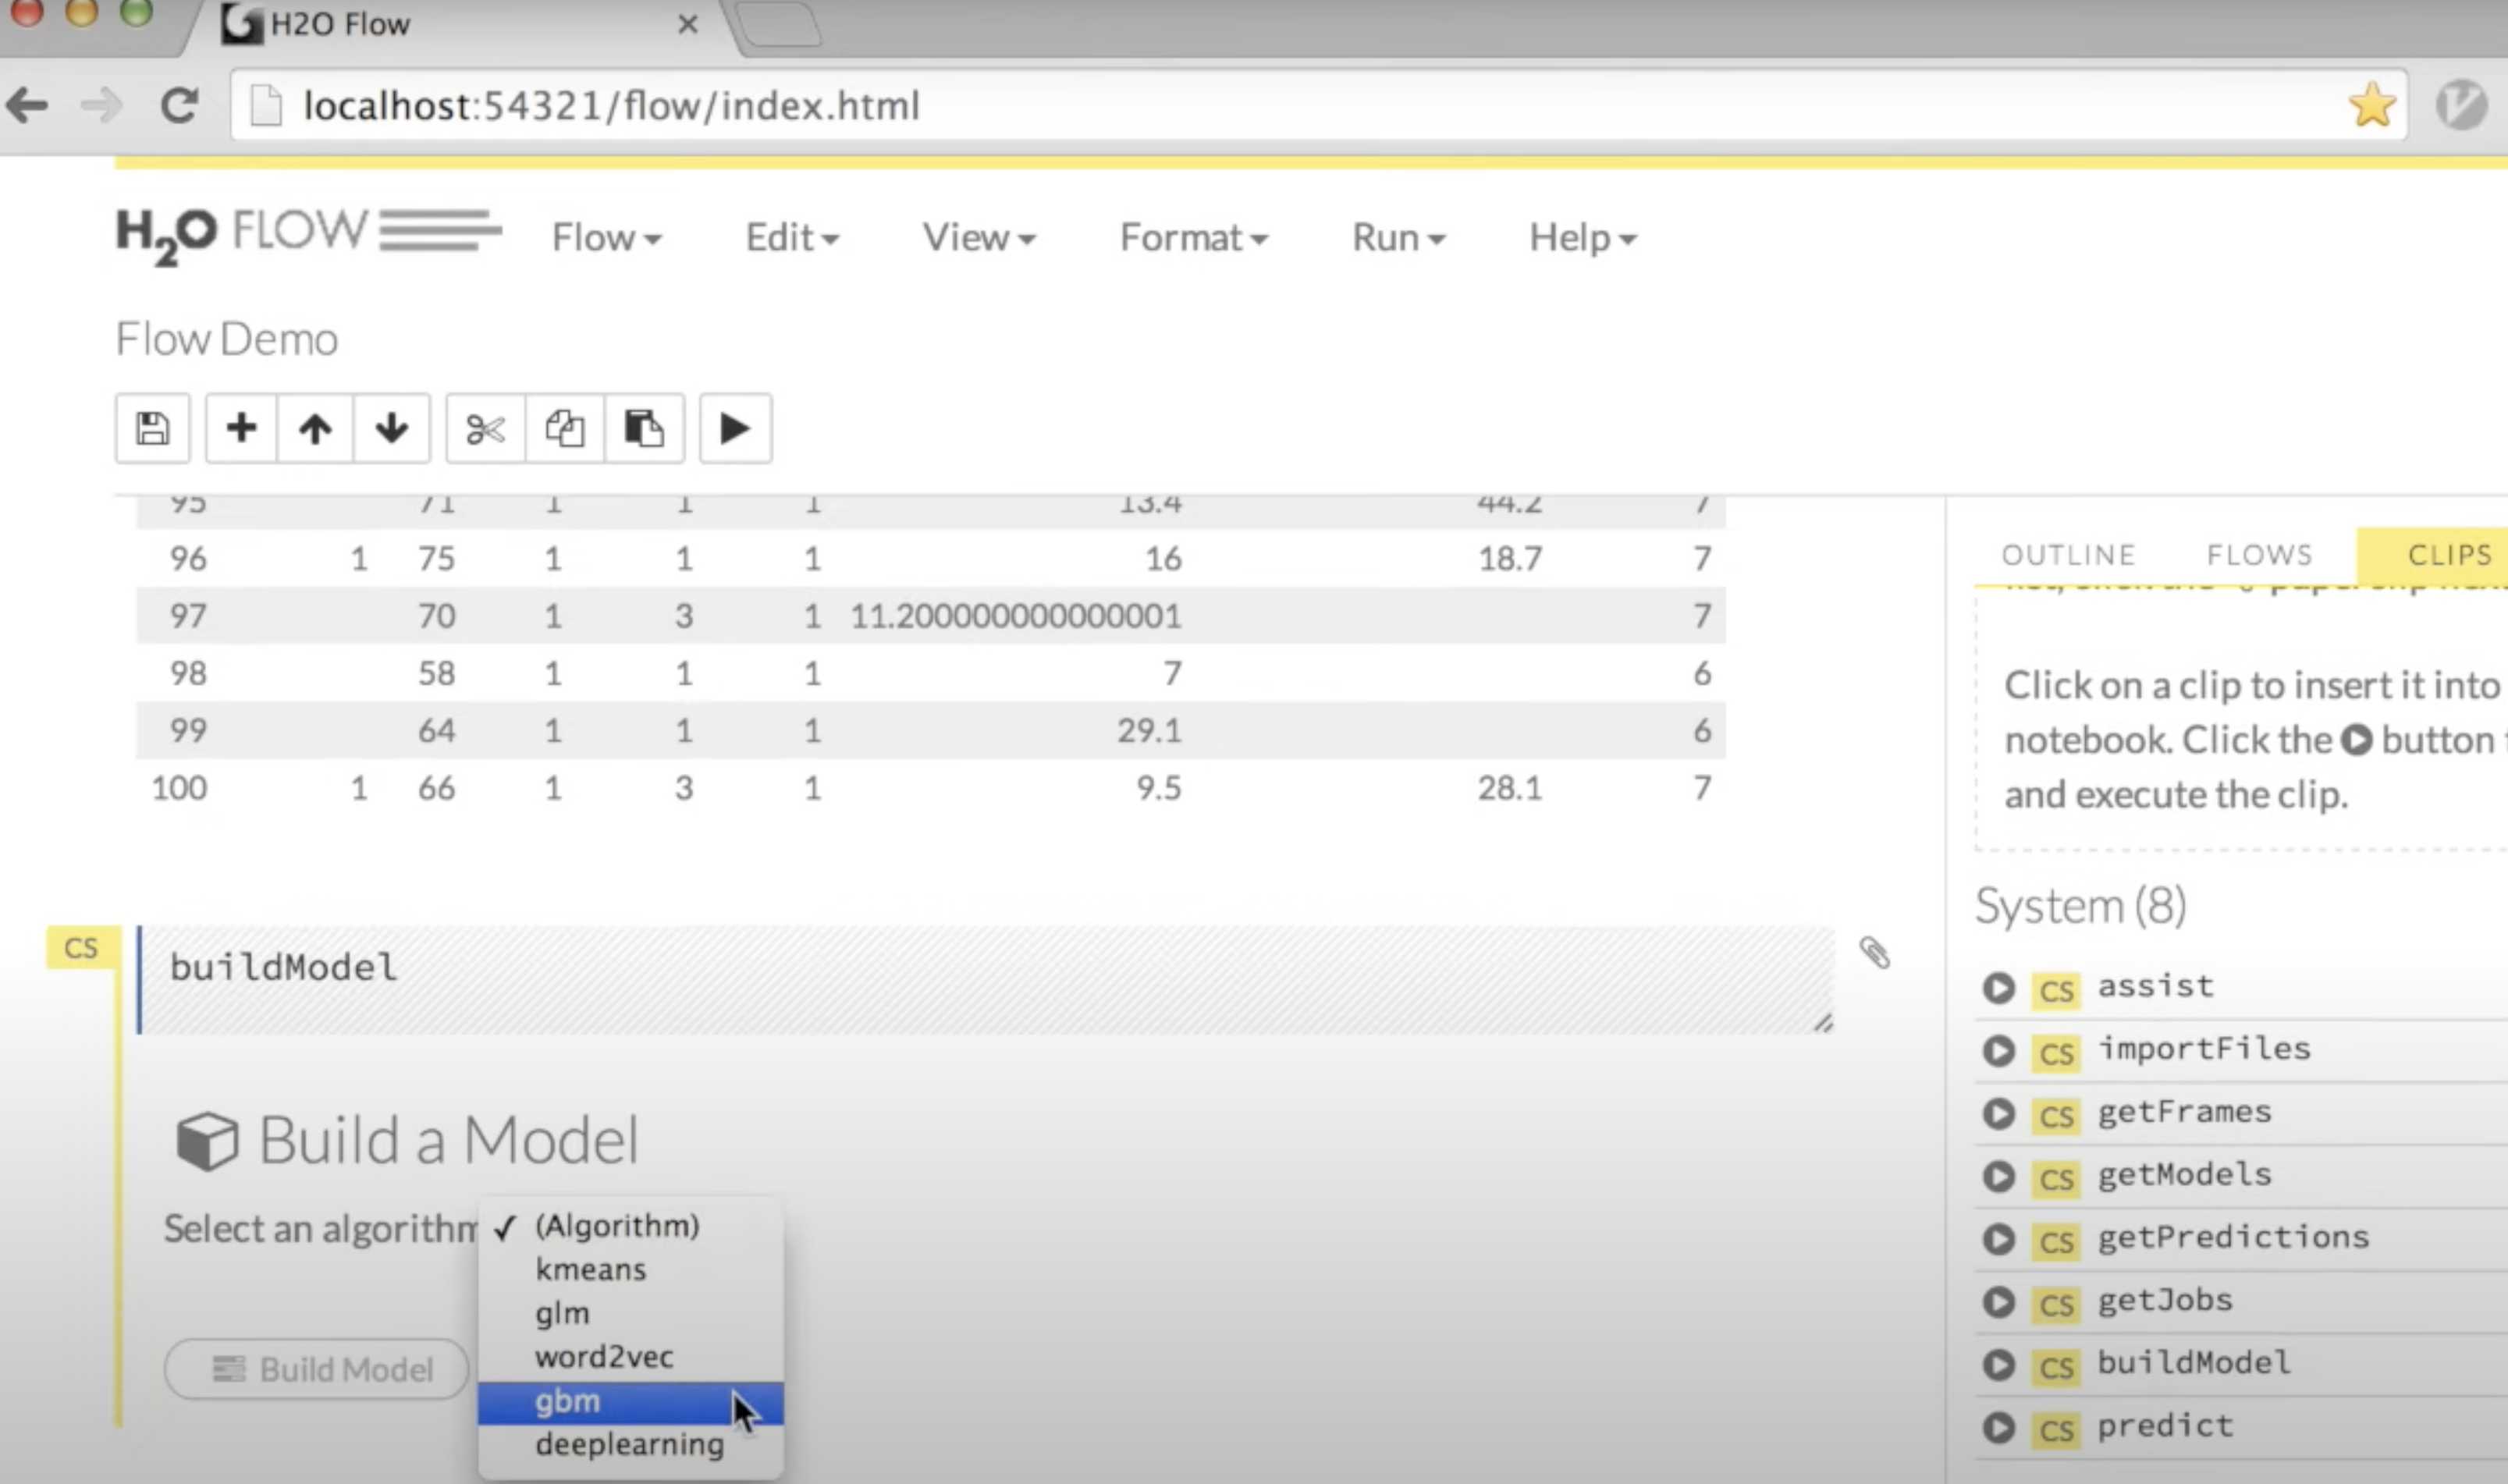 H2O Flow
localhost:54321/flow/index.html
H2O FLOW Flow Edit View Format Run Help
Flow Demo
95 71 1 1 1 13.4 44.2 7
96 1 75 1 1 1 16 18.7 7
97 70 1 3 1 11.200000000000001 7
98 58 1 1 1 7 6
99 64 1 1 1 29.1 6
100 1 66 1 3 1 9.5 28.1 7
CS buildModel
Build a Model
Select an algorithm
✓ (Algorithm)
kmeans
glm
word2vec
gbm
deeplearning
Build Model
OUTLINE FLOWS CLIPS
Click on a clip to insert it into
notebook. Click the button
and execute the clip.
System (8)
CS assist
CS importFiles
CS getFrames
CS getModels
CS getPredictions
CS getJobs
CS buildModel
CS predict